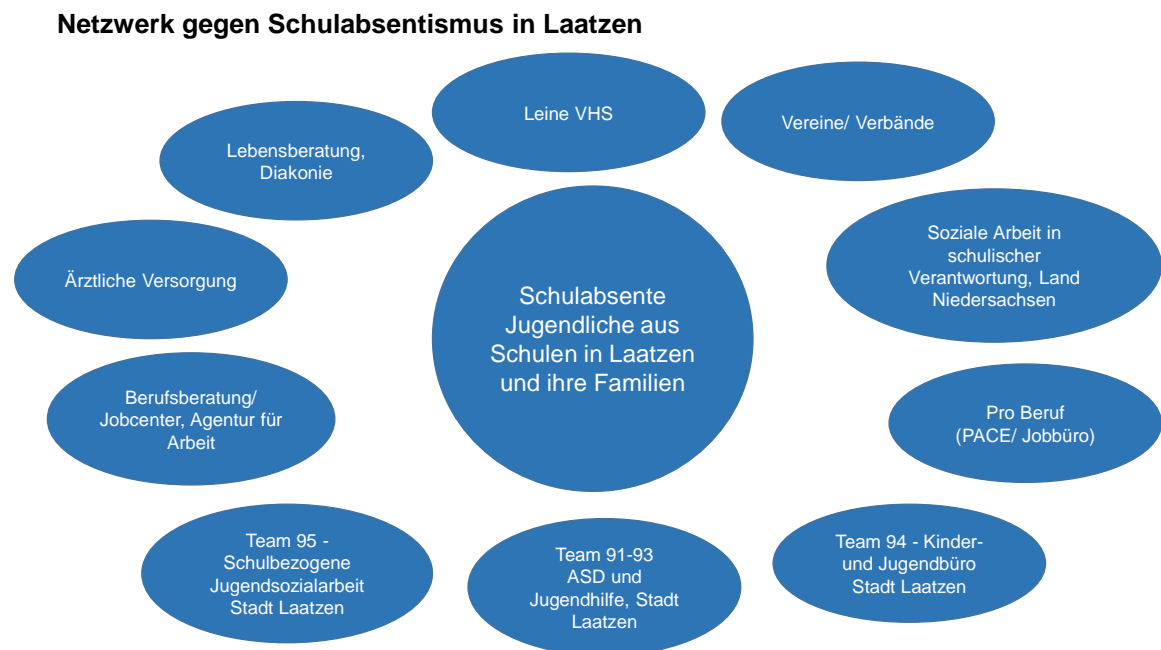 Netzwerk gegen Schulabsentismus in Laatzen
Leine VHS
Vereine/ Verbände
Lebensberatung,
Diakonie
Soziale Arbeit in
schulischer
Verantwortung, Land
Niedersachsen
Ärztliche Versorgung
Schulabsente
Jugendliche aus
Schulen in Laatzen
und ihre Familien
Berufsberatung/
Jobcenter, Agentur für
Arbeit
Pro Beruf
(PACE/ Jobbüro)
Team 95 -
Schulbezogene
Jugendsozialarbeit
Stadt Laatzen
Team 91-93
ASD und
Jugendhilfe, Stadt
Laatzen
Team 94 - Kinder-
und Jugendbüro
Stadt Laatzen